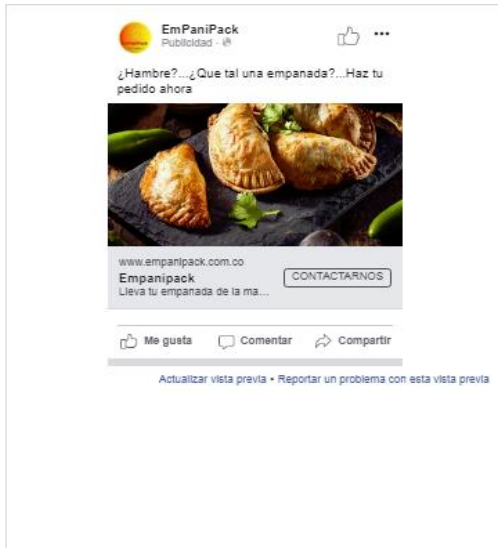 EmPaniPack
Publicidad ·
¿Hambre?...¿Que tal una empanada?...Haz tu
pedido ahora
www.empanipack.com.co
Empanipack
Lleva tu empanada de la ma...
CONTACTARNOS
Me gusta
Comentar
Compartir
Actualizar vista previa • Reportar un problema con esta vista previa